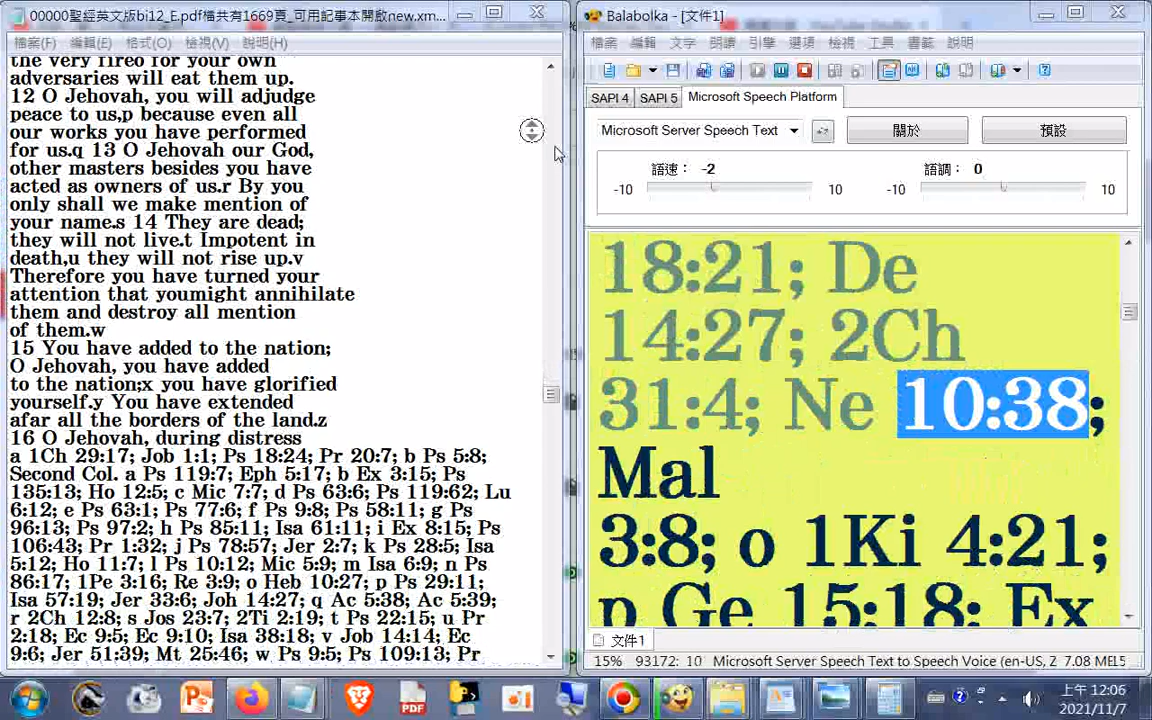 00000聖經英文版bi12_E.pdf檔共有1669頁_可用記事本開啟new.xm...
檔案(F) 編輯(E) 格式(O) 檢視(V) 說明(H)
the very fireo for your own
adversaries will eat them up.
12 O Jehovah, you will adjudge
peace to us,p because even all
our works you have performed
for us.q 13 O Jehovah our God,
other masters besides you have
acted as owners of us.r By you
only shall we make mention of
your name.s 14 They are dead;
they will not live.t Impotent in
death,u they will not rise up.v
Therefore you have turned your
attention that youmight annihilate
them and destroy all mention
of them.w
15 You have added to the nation;
O Jehovah, you have added
to the nation;x you have glorified
yourself.y You have extended
afar all the borders of the land.z
16 O Jehovah, during distress
a 1Ch 29:17; Job 1:1; Ps 18:24; Pr 20:7; b Ps 5:8;
Second Col. a Ps 119:7; Eph 5:17; b Ex 3:15; Ps
135:13; Ho 12:5; c Mic 7:7; d Ps 63:6; Ps 119:62; Lu
6:12; e Ps 63:1; Ps 77:6; f Ps 9:8; Ps 58:11; g Ps
96:13; Ps 97:2; h Ps 85:11; Isa 61:11; i Ex 8:15; Ps
106:43; Pr 1:32; j Ps 78:57; Jer 2:7; k Ps 28:5; Isa
5:12; Ho 11:7; l Ps 10:12; Mic 5:9; m Isa 6:9; n Ps
86:17; 1Pe 3:16; Re 3:9; o Heb 10:27; p Ps 29:11;
Isa 57:19; Jer 33:6; Joh 14:27; q Ac 5:38; Ac 5:39;
r 2Ch 12:8; s Jos 23:7; 2Ti 2:19; t Ps 22:15; u Pr
2:18; Ec 9:5; Ec 9:10; Isa 38:18; v Job 14:14; Ec
9:6; Jer 51:39; Mt 25:46; w Ps 9:5; Ps 109:13; Pr
Balabolka - [文件1]
檔案 編輯 文字 朗讀 引擎 選項 檢視 工具 書籤 說明
SAPI 4 SAPI 5 Microsoft Speech Platform
Microsoft Server Speech Text 關於 預設
語速： -2 語調： 0
-10 10 -10 10
18:21; De
14:27; 2Ch
31:4; Ne 10:38;
Mal
3:8; o 1Ki 4:21;
p Ge 15:18; Ex
文件1
15% 93172: 10 Microsoft Server Speech Text to Speech Voice (en-US, Z 7.08 ME15
PDF
上午 12:06
2021/11/7